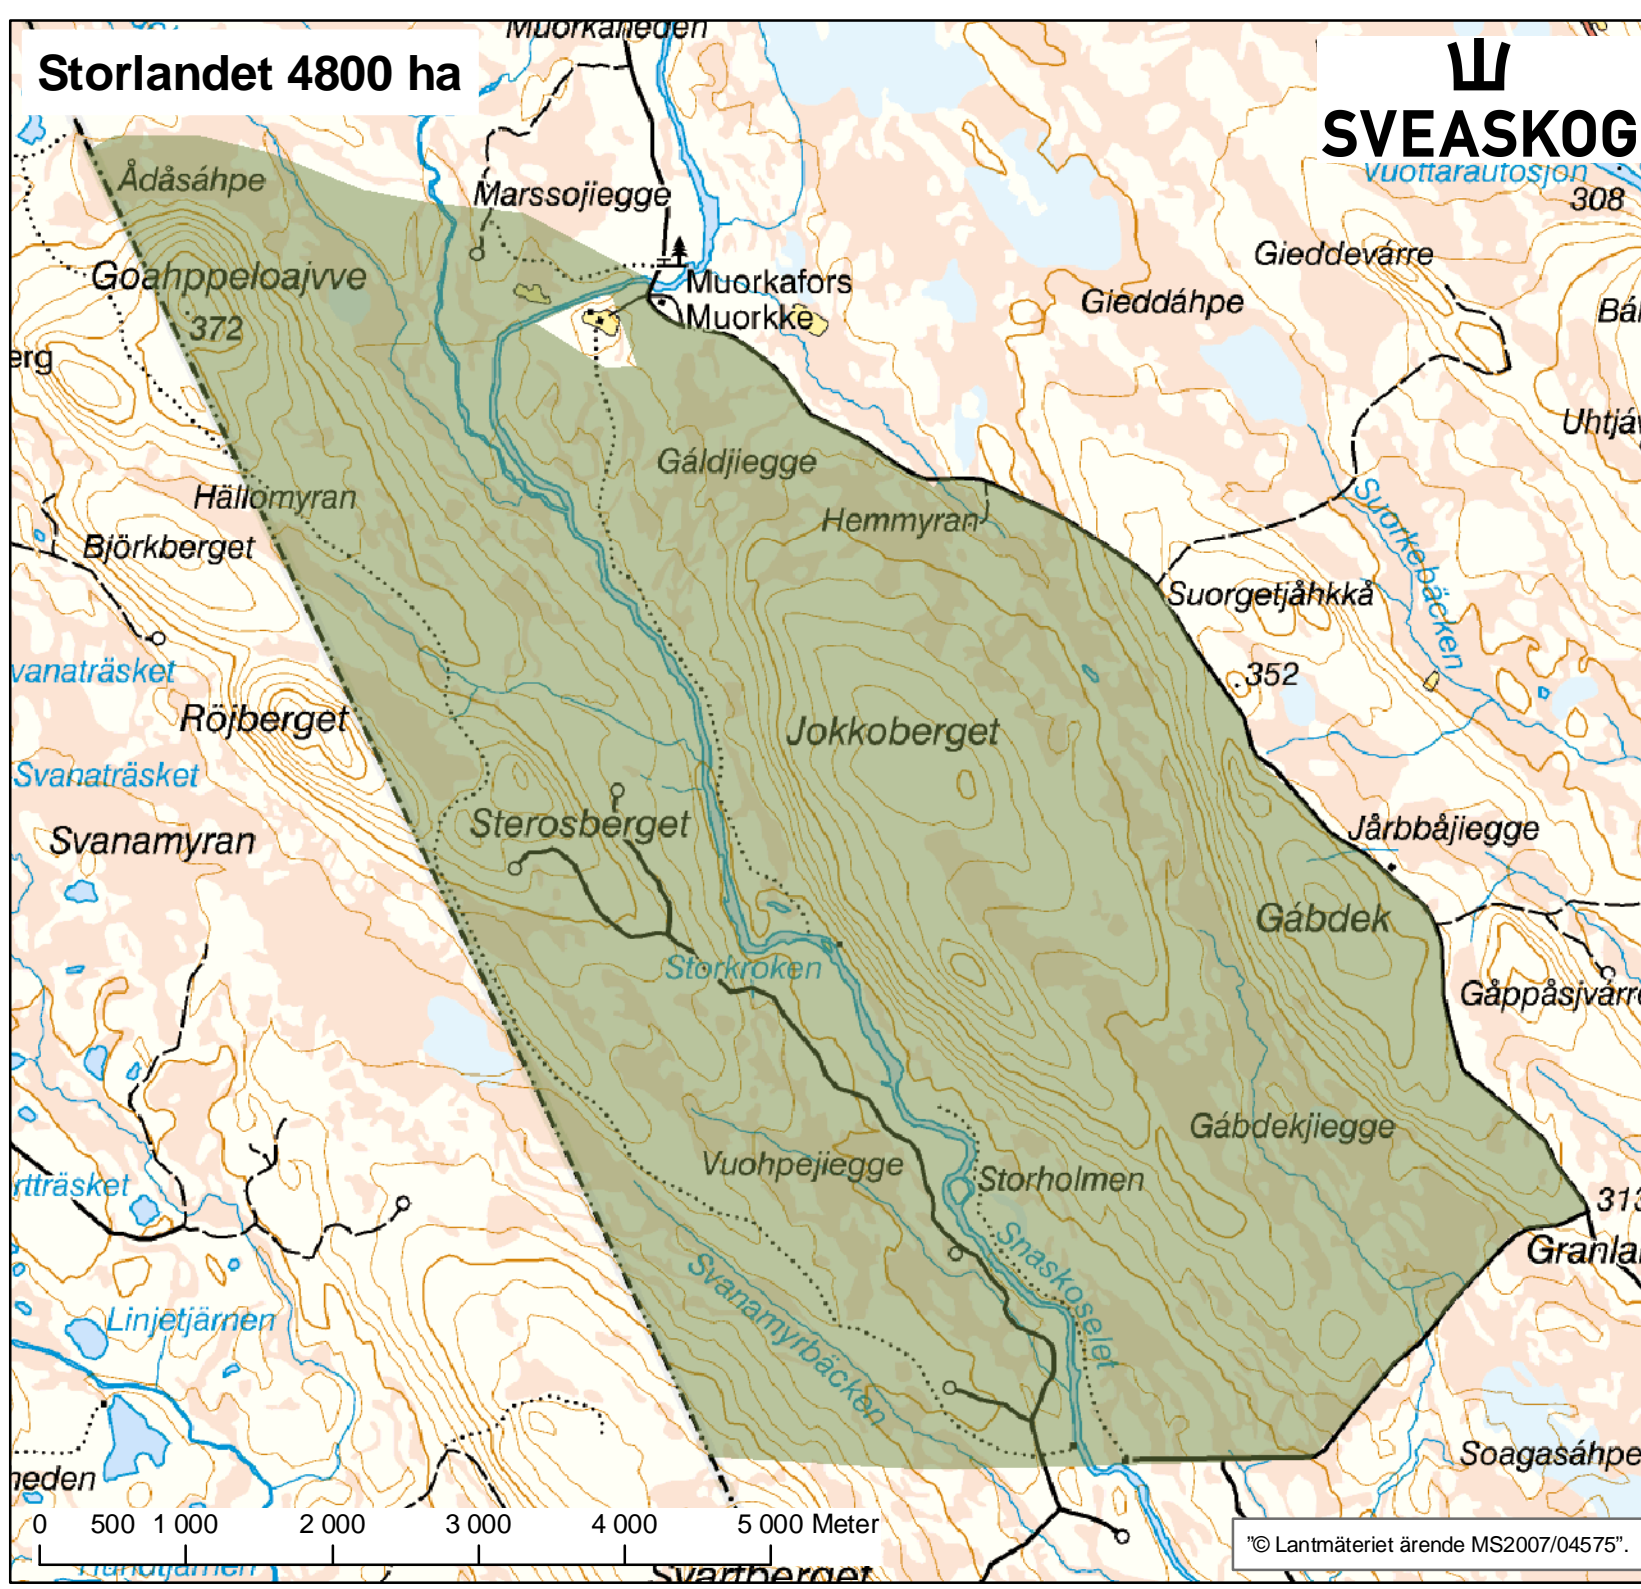 Muorkaheden
Storlandet 4800 ha
SVEASKOG
Vuottarautosjön
308
Ådåsáhpe
Marssojiegge
Gieddevárre
Goahppeloajvve
Muorkafors
Gieddáhpe
372
Muorkke
erg
Uhtjáv
Gáldjiegge
Hällomyran
Hemmyran
Suorkebäcken
Björkberget
Suorgetjåhkkå
vanaträsket
352
Röjberget
Jokkoberget
Svanaträsket
Sterosberget
Jårbbåjiegge
Svanamyran
Gábdek
Storkroken
Gåppåsjvárre
Gábdekjiegge
Vuohpejiegge
Storholmen
rtträsket
313
Snaskoselet
Granla
Svanamyrbäcken
Linjetjärnen
Soagasáhpe
heden
0 500 1 000 2 000 3 000 4 000 5 000 Meter
"© Lantmäteriet ärende MS2007/04575".
Hundtjärnen
Svartberget